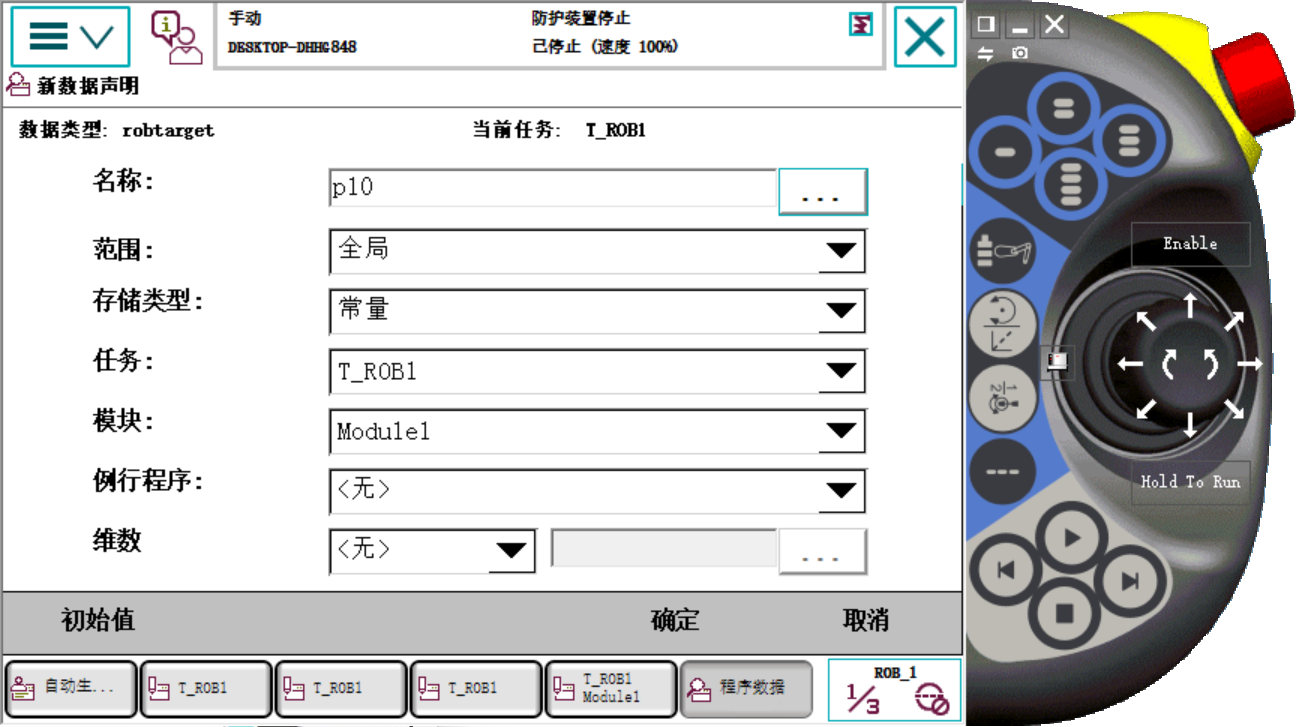 手动
DESKTOP-DHHG848
防护装置停止
已停止 (速度 100%)
新数据声明
数据类型: robtarget
当前任务: T_ROB1
名称:
p10
...
范围:
全局
存储类型:
常量
任务:
T_ROB1
模块:
Module1
例行程序:
<无>
维数
<无>
...
初始值
确定
取消
自动生...
T_ROB1
T_ROB1
T_ROB1
T_ROB1
Module1
程序数据
ROB_1
1/3
Enable
Hold To Run